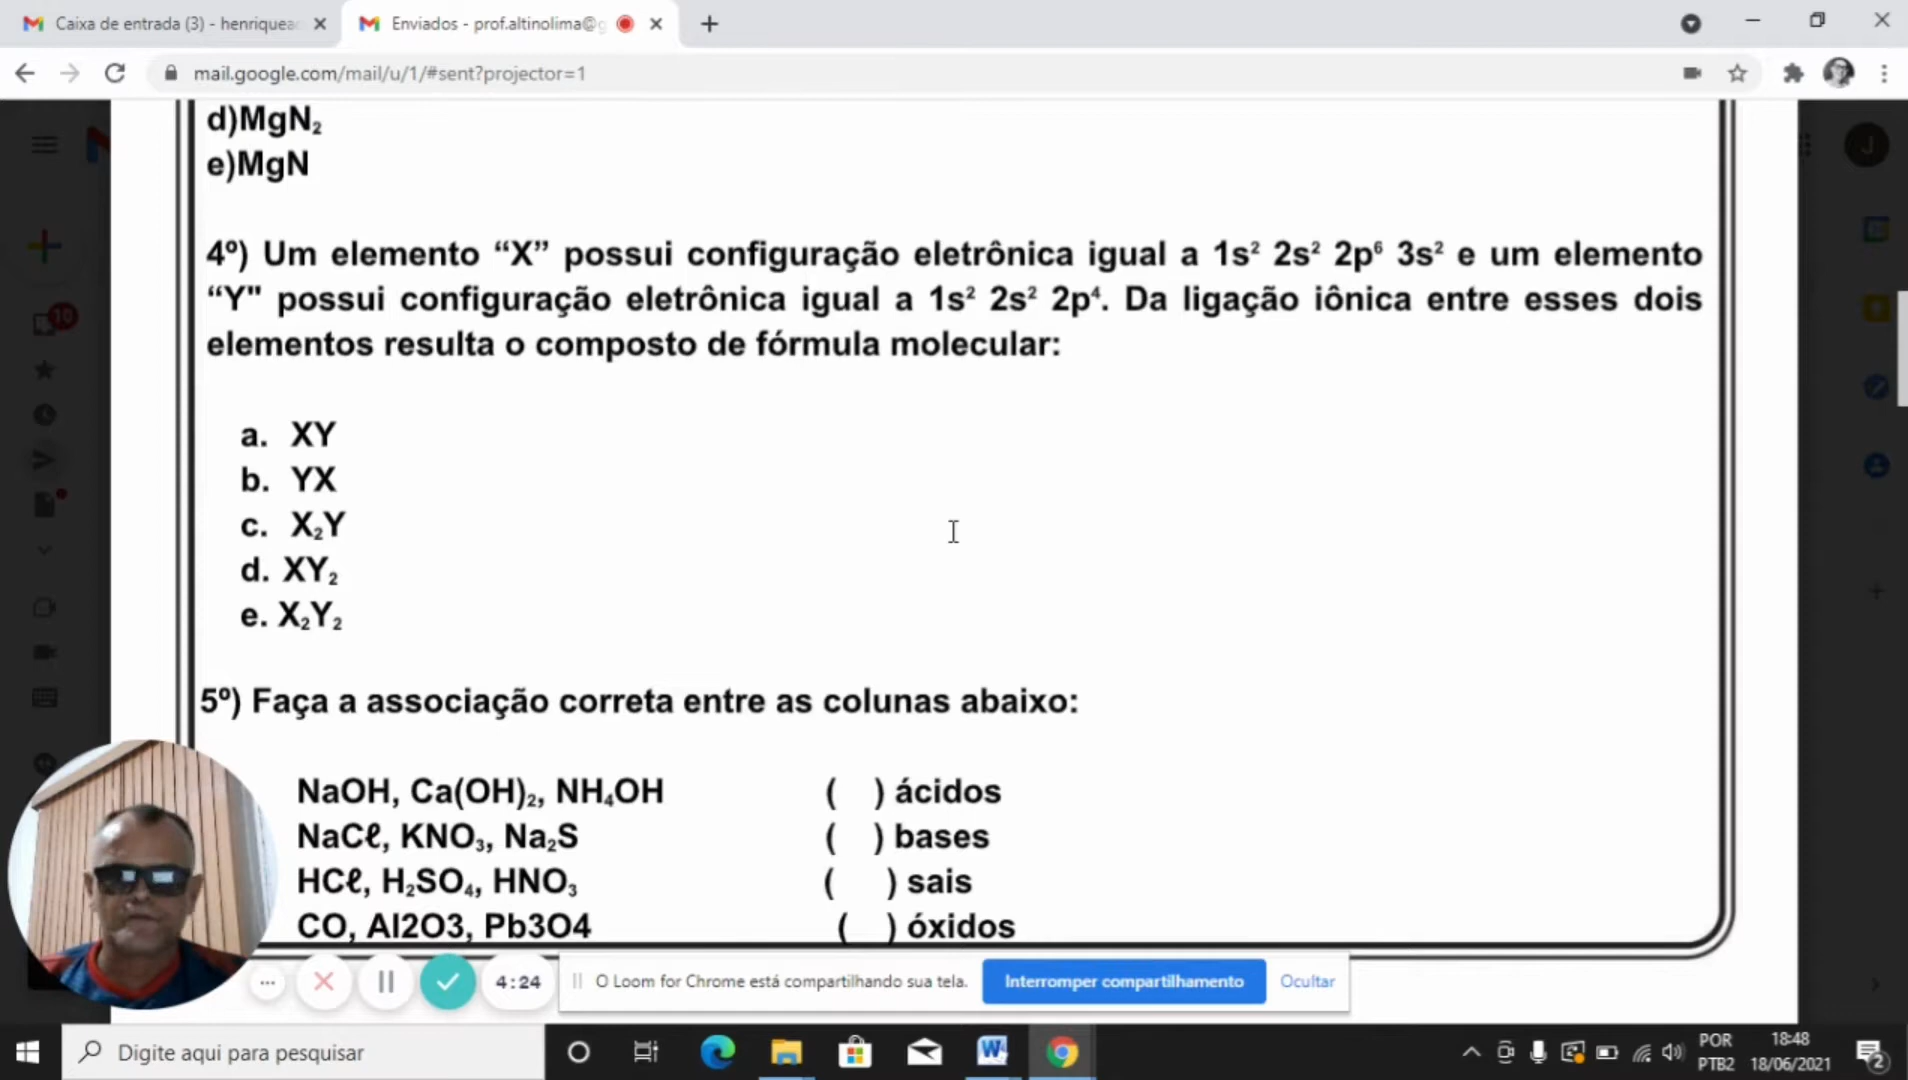 Caixa de entrada (3) - henriqueac
Enviados - prof.altinolima@g
mail.google.com/mail/u/1/#sent?projector=1
d)MgN₂
e)MgN
J
4º) Um elemento “X” possui configuração eletrônica igual a 1s² 2s² 2p⁶ 3s² e um elemento
“Y" possui configuração eletrônica igual a 1s² 2s² 2p⁴. Da ligação iônica entre esses dois
elementos resulta o composto de fórmula molecular:
10
a. XY
b. YX
c. X₂Y
d. XY₂
e. X₂Y₂
5º) Faça a associação correta entre as colunas abaixo:
NaOH, Ca(OH)₂, NH₄OH ( ) ácidos
NaCℓ, KNO₃, Na₂S ( ) bases
HCℓ, H₂SO₄, HNO₃ ( ) sais
CO, Al2O3, Pb3O4 ( ) óxidos
4:24
O Loom for Chrome está compartilhando sua tela. Interromper compartilhamento Ocultar
Digite aqui para pesquisar
POR 18:48
PTB2 18/06/2021
2